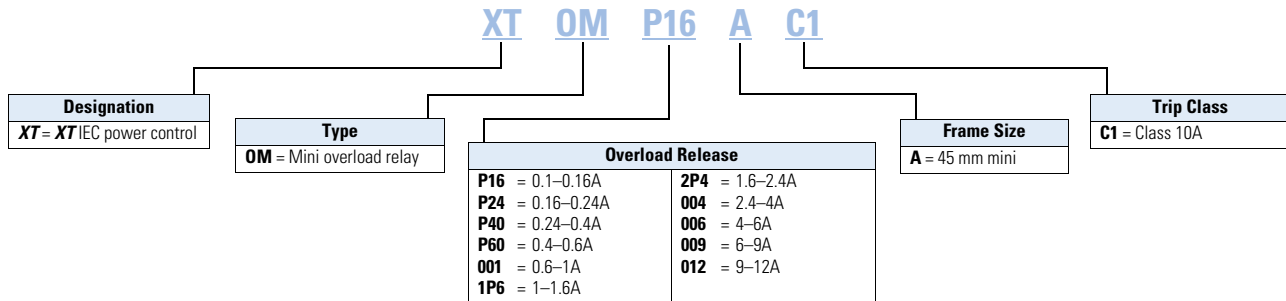 XT OM P16 A C1
Designation
XT = XT IEC power control
Type
OM = Mini overload relay
Overload Release
P16 = 0.1–0.16A
P24 = 0.16–0.24A
P40 = 0.24–0.4A
P60 = 0.4–0.6A
001 = 0.6–1A
1P6 = 1–1.6A
2P4 = 1.6–2.4A
004 = 2.4–4A
006 = 4–6A
009 = 6–9A
012 = 9–12A
Frame Size
A = 45 mm mini
Trip Class
C1 = Class 10A